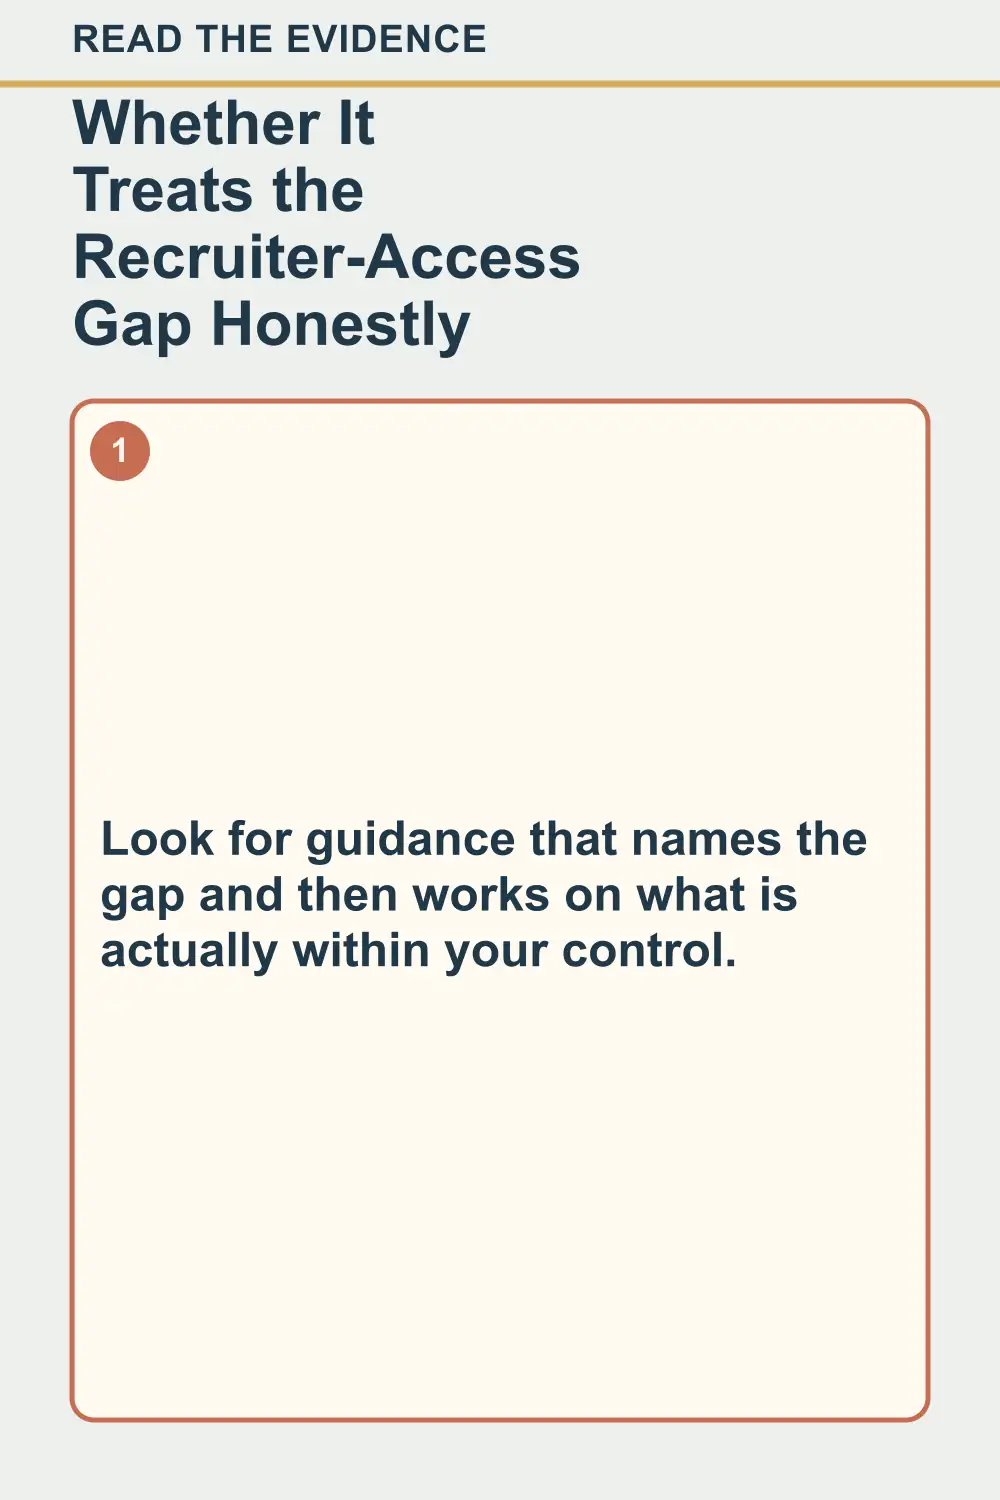 READ THE EVIDENCE
Whether It
Treats the
Recruiter-Access
Gap Honestly
1
Look for guidance that names the
gap and then works on what is
actually within your control.